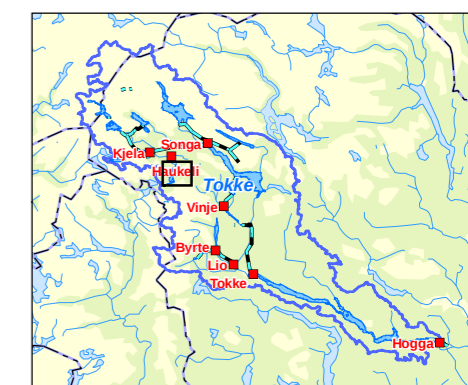 Songa
Kjela
Haukeli
Tokke
Vinje
Byrte
Lio
Tokke
Hogga